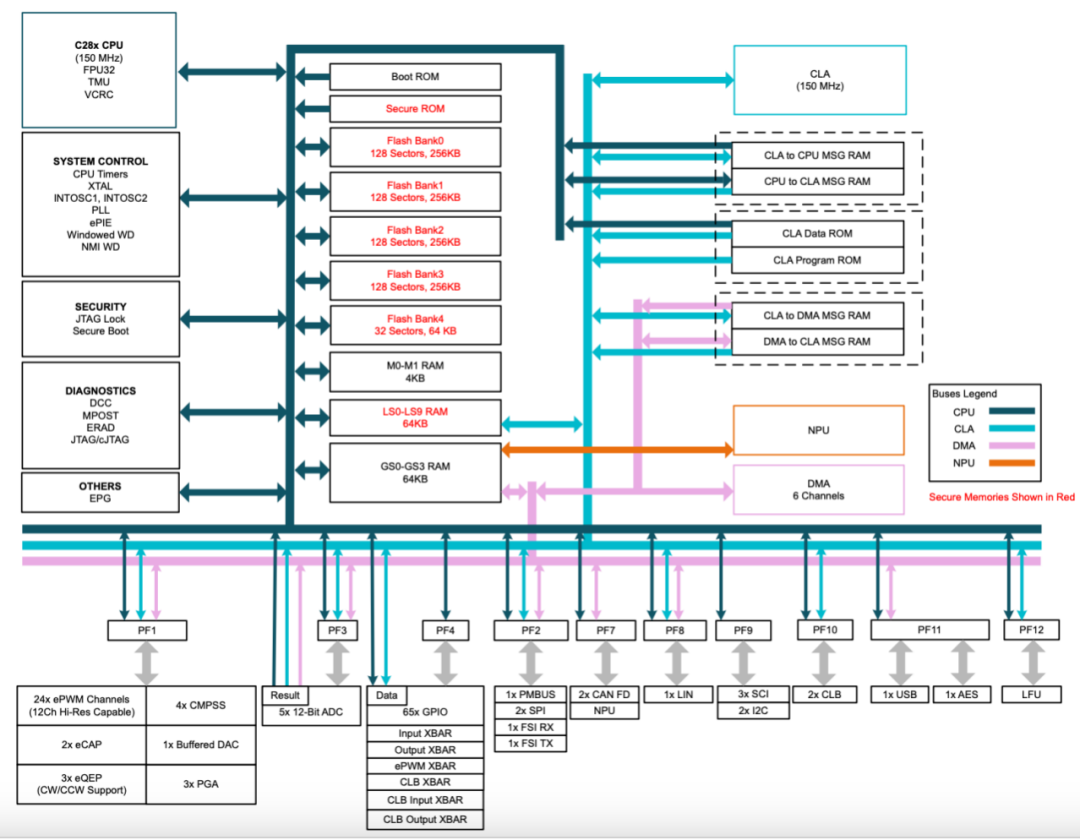 C28x CPU
(150 MHz)
FPU32
TMU
VCRC
SYSTEM CONTROL
CPU Timers
XTAL
INTOSC1, INTOSC2
PLL
ePIE
Windowed WD
NMI WD
SECURITY
JTAG Lock
Secure Boot
DIAGNOSTICS
DCC
MPOST
ERAD
JTAG/cJTAG
OTHERS
EPG
Boot ROM
Secure ROM
Flash Bank0
128 Sectors, 256KB
Flash Bank1
128 Sectors, 256KB
Flash Bank2
128 Sectors, 256KB
Flash Bank3
128 Sectors, 256KB
Flash Bank4
32 Sectors, 64 KB
M0-M1 RAM
4KB
LS0-LS9 RAM
64KB
GS0-GS3 RAM
64KB
CLA
(150 MHz)
CLA to CPU MSG RAM
CPU to CLA MSG RAM
CLA Data ROM
CLA Program ROM
CLA to DMA MSG RAM
DMA to CLA MSG RAM
NPU
DMA
6 Channels
Buses Legend
CPU
CLA
DMA
NPU
Secure Memories Shown in Red
PF1
PF3
PF4
PF2
PF7
PF8
PF9
PF10
PF11
PF12
24x ePWM Channels
(12Ch Hi-Res Capable)
4x CMPSS
2x eCAP
1x Buffered DAC
3x eQEP
(CW/CCW Support)
3x PGA
Result
5x 12-Bit ADC
Data
65x GPIO
Input XBAR
Output XBAR
ePWM XBAR
CLB XBAR
CLB Input XBAR
CLB Output XBAR
1x PMBUS
2x SPI
1x FSI RX
1x FSI TX
2x CAN FD
NPU
1x LIN
3x SCI
2x I2C
2x CLB
1x USB
1x AES
LFU